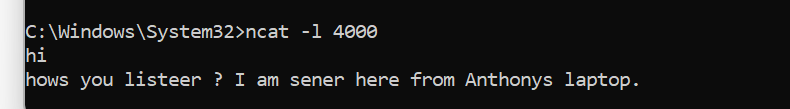 C:\Windows\System32>ncat -l 4000
hi
hows you listeer ? I am sener here from Anthonys laptop.